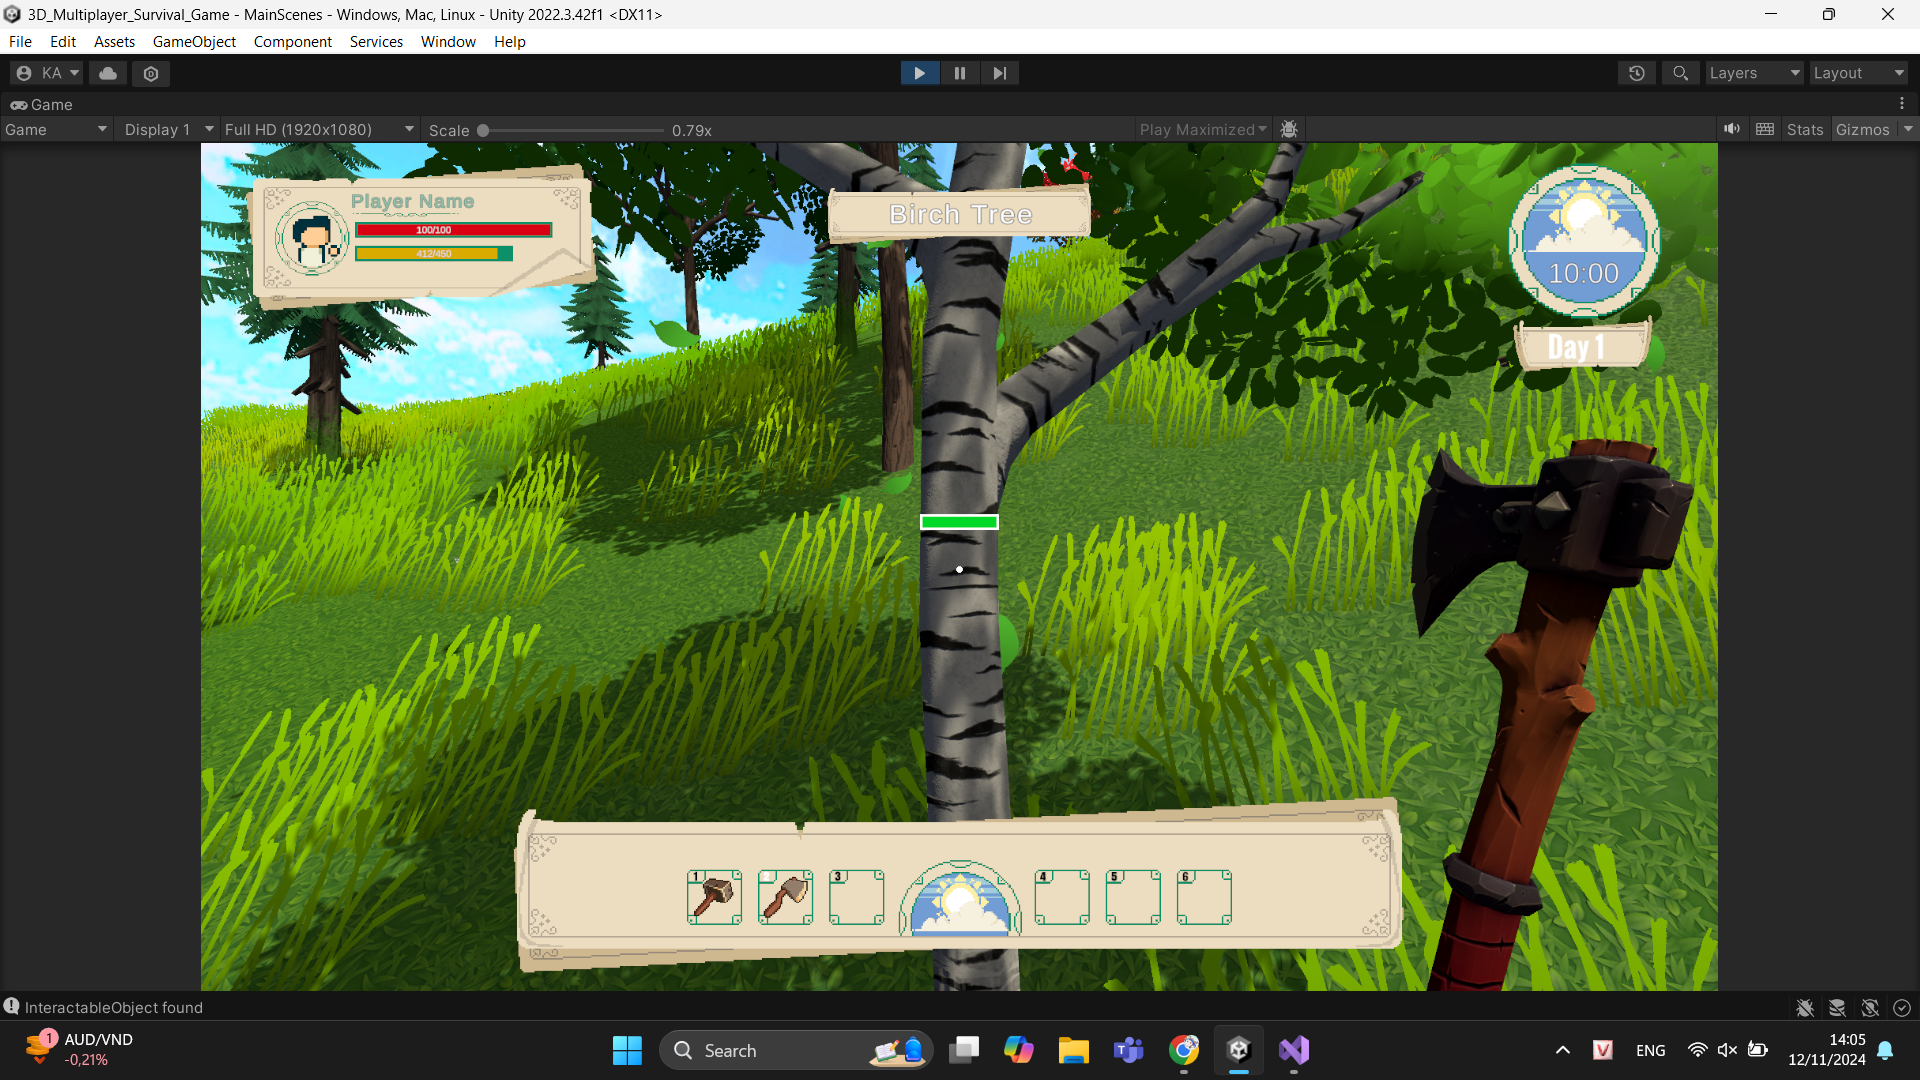 3D_Multiplayer_Survival_Game - MainScenes - Windows, Mac, Linux - Unity 2022.3.42f1 <DX11>
File Edit Assets GameObject Component Services Window Help
KA Layers Layout
Game
Game Display 1 Full HD (1920x1080) Scale 0.79x Play Maximized Stats Gizmos
Player Name
100/100
412/450
Birch Tree
10:00
Day 1
1 2 3 4 5 6
InteractableObject found
1 AUD/VND
-0,21%
Search
ENG
14:05
12/11/2024